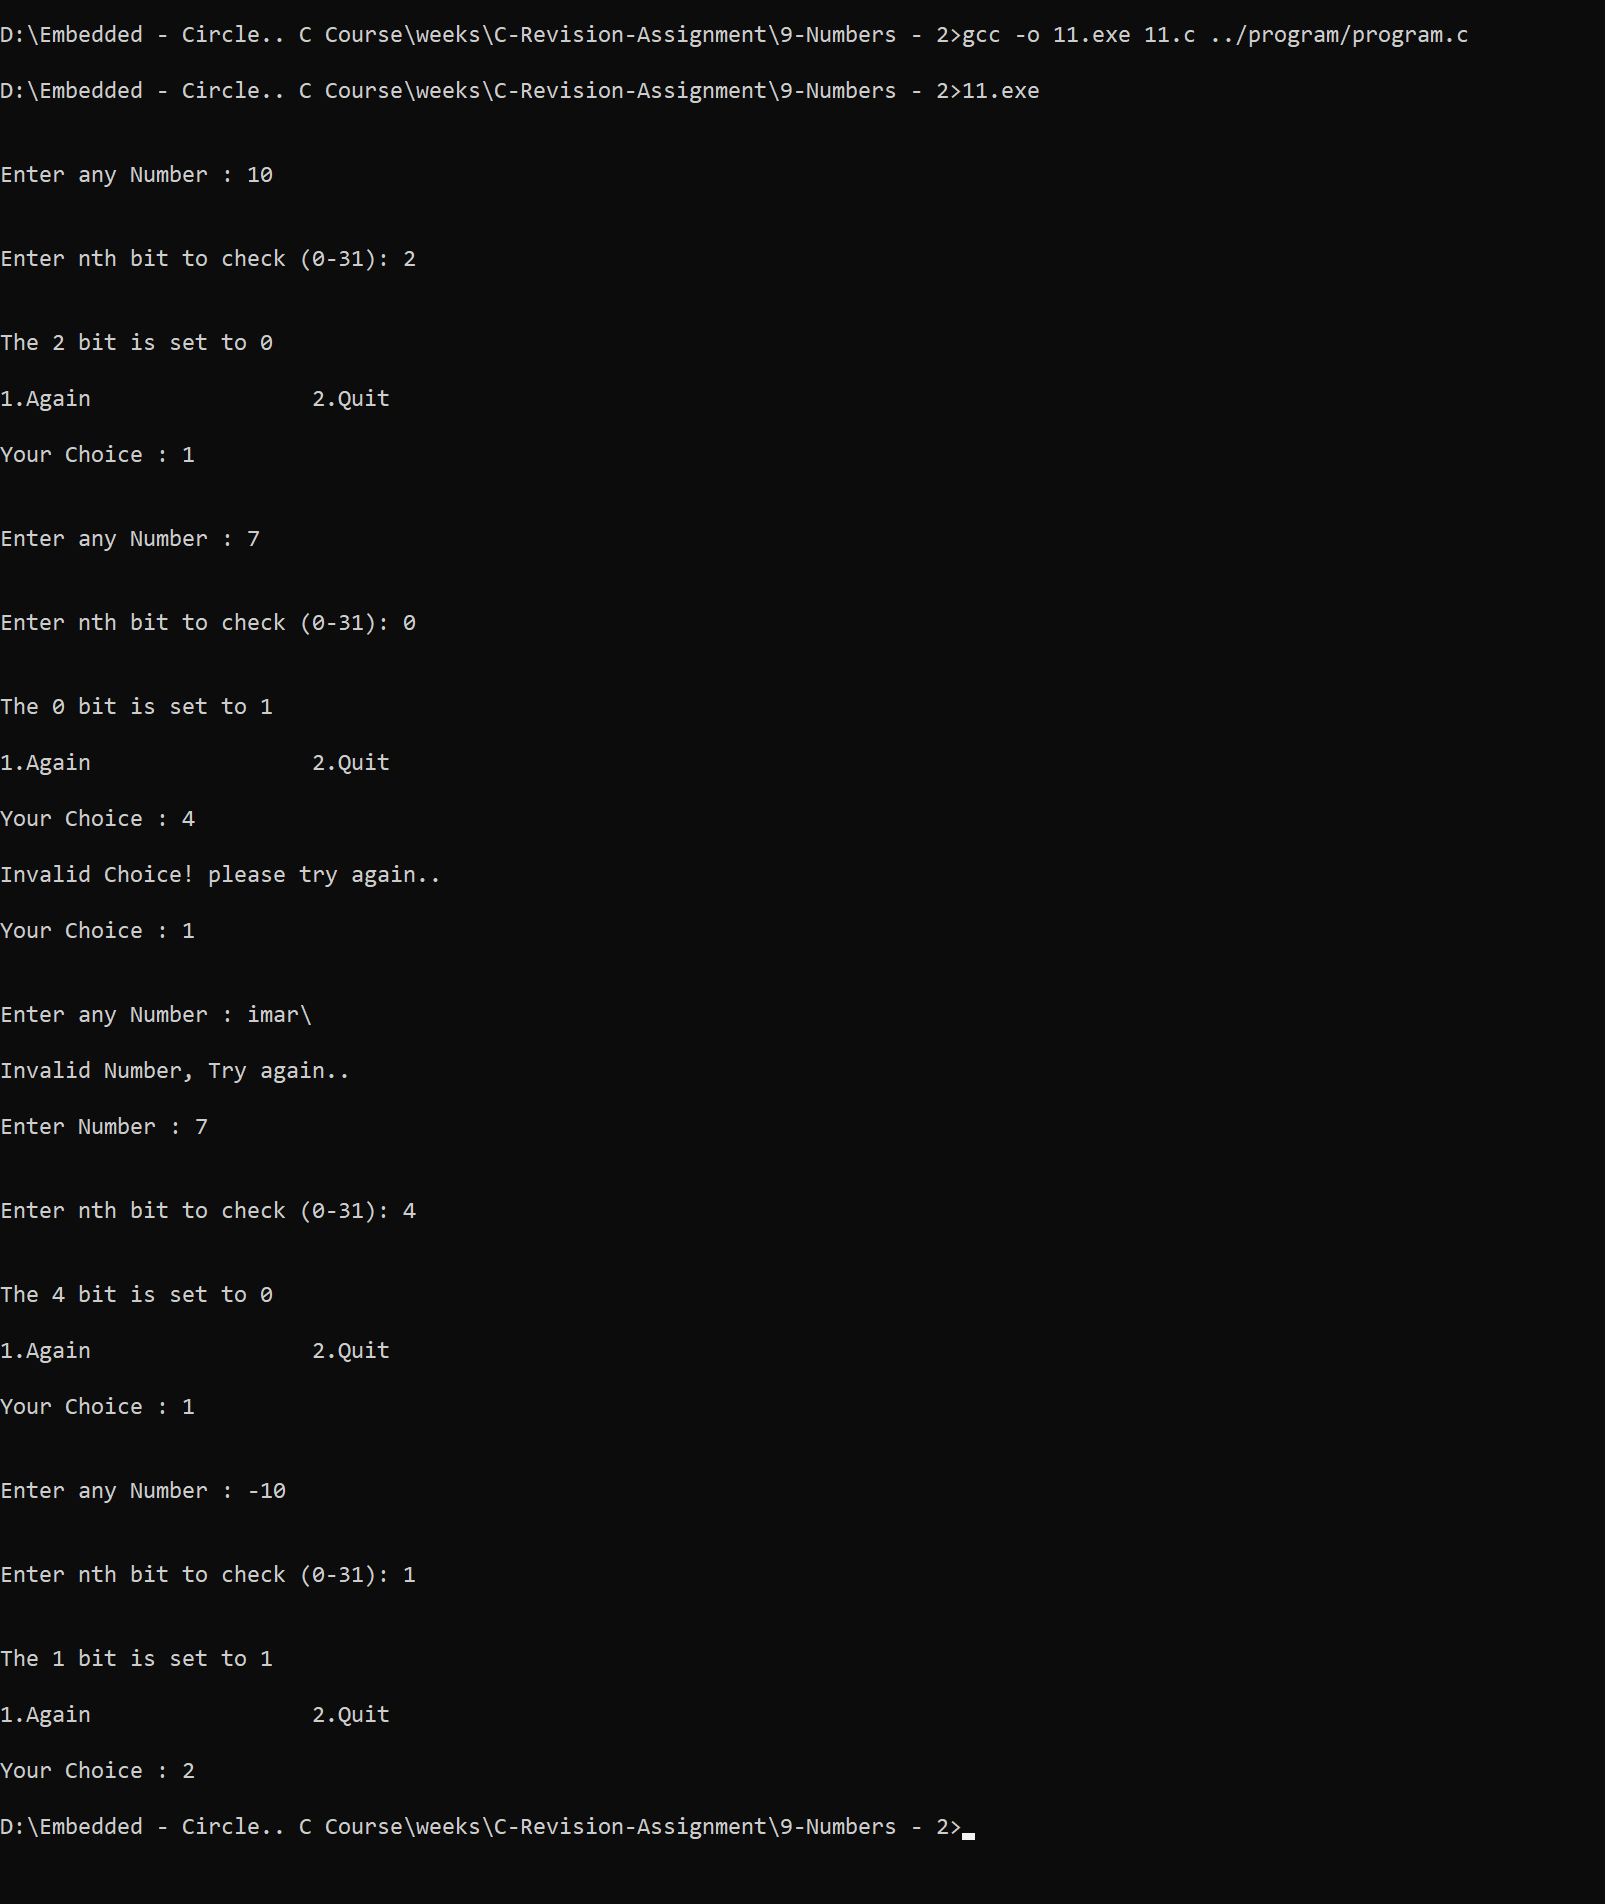 D:\Embedded - Circle.. C Course\weeks\C-Revision-Assignment\9-Numbers - 2>gcc -o 11.exe 11.c ../program/program.c
D:\Embedded - Circle.. C Course\weeks\C-Revision-Assignment\9-Numbers - 2>11.exe
Enter any Number : 10
Enter nth bit to check (0-31): 2
The 2 bit is set to 0
1.Again                 2.Quit
Your Choice : 1
Enter any Number : 7
Enter nth bit to check (0-31): 0
The 0 bit is set to 1
1.Again                 2.Quit
Your Choice : 4
Invalid Choice! please try again..
Your Choice : 1
Enter any Number : imar\
Invalid Number, Try again..
Enter Number : 7
Enter nth bit to check (0-31): 4
The 4 bit is set to 0
1.Again                 2.Quit
Your Choice : 1
Enter any Number : -10
Enter nth bit to check (0-31): 1
The 1 bit is set to 1
1.Again                 2.Quit
Your Choice : 2
D:\Embedded - Circle.. C Course\weeks\C-Revision-Assignment\9-Numbers - 2>